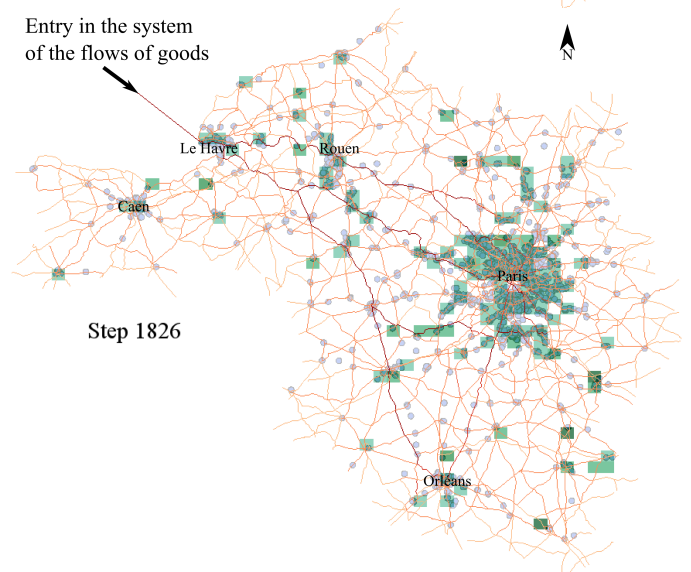 Entry in the system
of the flows of goods
N
Le Havre
Rouen
Caen
Paris
Step 1826
Orléans